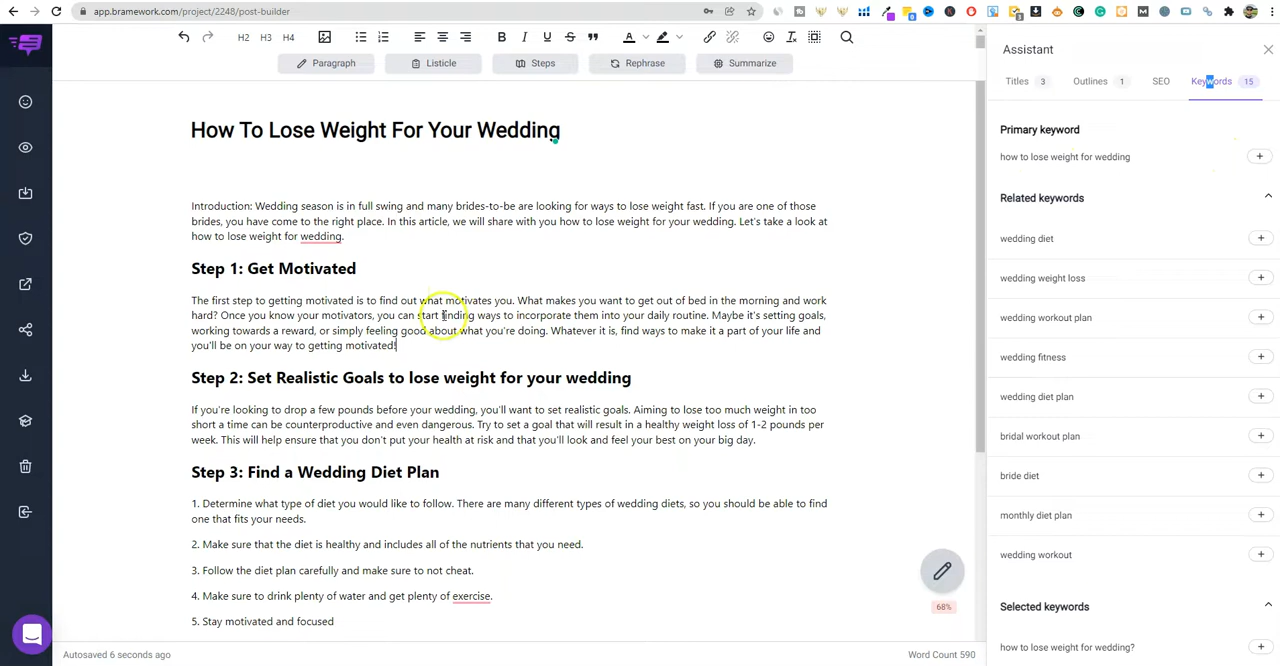 app.bramework.com/project/2248/post-builder
H2 H3 H4 B I U S A
Paragraph Listicle Steps Rephrase Summarize
How To Lose Weight For Your Wedding
Introduction: Wedding season is in full swing and many brides-to-be are looking for ways to lose weight fast. If you are one of those
brides, you have come to the right place. In this article, we will share with you how to lose weight for your wedding. Let's take a look at
how to lose weight for wedding.
Step 1: Get Motivated
The first step to getting motivated is to find out what motivates you. What makes you want to get out of bed in the morning and work
hard? Once you know your motivators, you can start finding ways to incorporate them into your daily routine. Maybe it's setting goals,
working towards a reward, or simply feeling good about what you're doing. Whatever it is, find ways to make it a part of your life and
you'll be on your way to getting motivated!
Step 2: Set Realistic Goals to lose weight for your wedding
If you're looking to drop a few pounds before your wedding, you'll want to set realistic goals. Aiming to lose too much weight in too
short a time can be counterproductive and even dangerous. Try to set a goal that will result in a healthy weight loss of 1-2 pounds per
week. This will help ensure that you don't put your health at risk and that you'll look and feel your best on your big day.
Step 3: Find a Wedding Diet Plan
1. Determine what type of diet you would like to follow. There are many different types of wedding diets, so you should be able to find
one that fits your needs.
2. Make sure that the diet is healthy and includes all of the nutrients that you need.
3. Follow the diet plan carefully and make sure to not cheat.
4. Make sure to drink plenty of water and get plenty of exercise.
5. Stay motivated and focused
68%
Autosaved 6 seconds ago
Word Count 590
Assistant
Titles 3 Outlines 1 SEO Keywords 15
Primary keyword
how to lose weight for wedding
Related keywords
wedding diet
wedding weight loss
wedding workout plan
wedding fitness
wedding diet plan
bridal workout plan
bride diet
monthly diet plan
wedding workout
Selected keywords
how to lose weight for wedding?